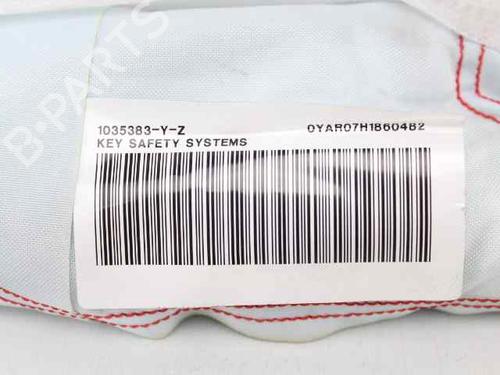 1035383-Y-Z 0YAR07H1860482
KEY SAFETY SYSTEMS
B-PARTS